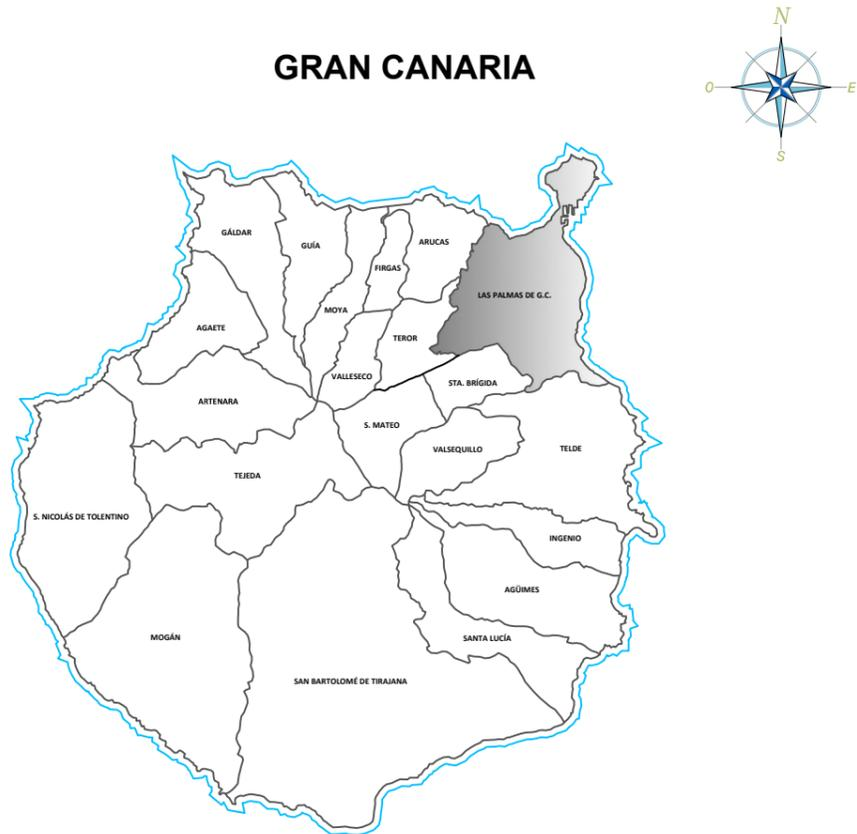 N
GRAN CANARIA
O
E
S
GÁLDAR
GUÍA
ARUCAS
FIRGAS
LAS PALMAS DE G.C.
MOYA
AGAETE
TEROR
VALLESECO
STA. BRÍGIDA
ARTENARA
S. MATEO
VALSEQUILLO
TELDE
TEJEDA
S. NICOLÁS DE TOLENTINO
INGENIO
AGÜIMES
MOGÁN
SANTA LUCÍA
SAN BARTOLOMÉ DE TIRAJANA